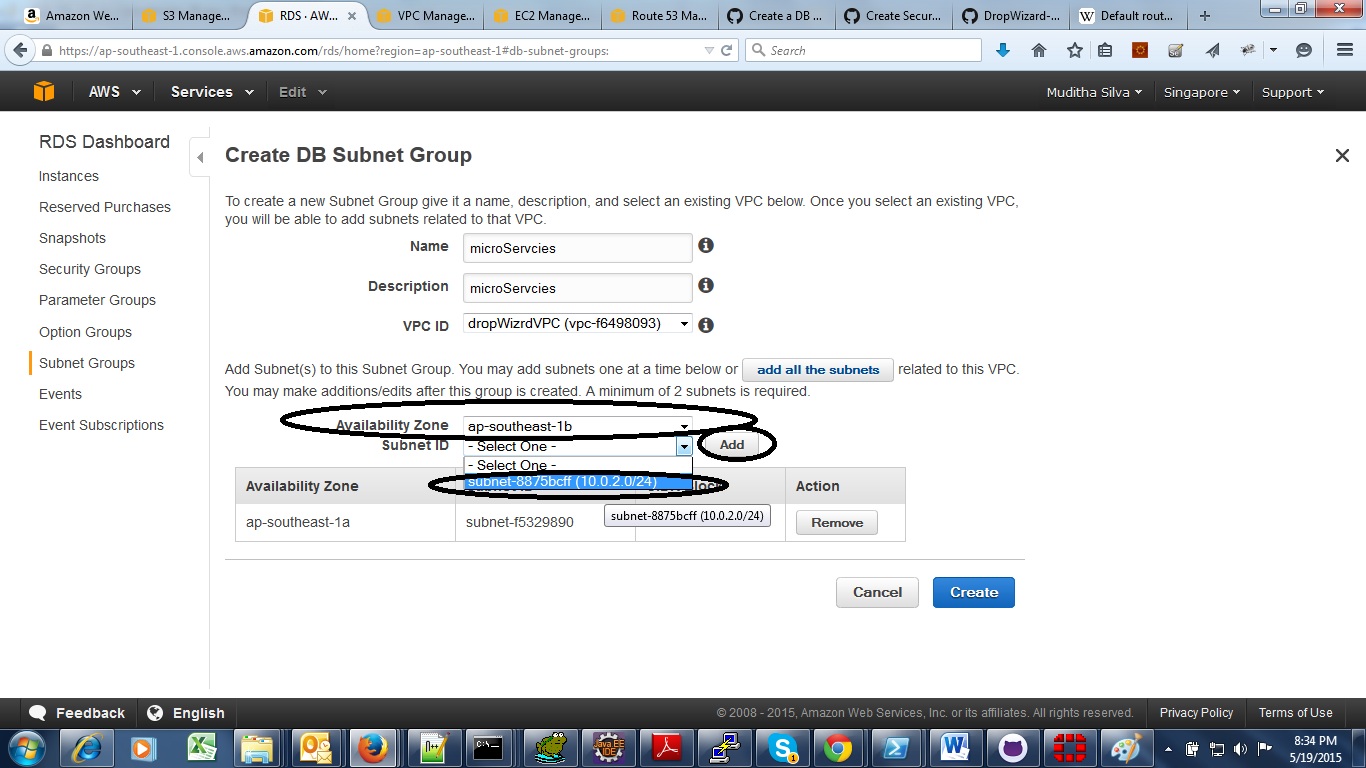 Amazon We...
S3 Manage...
RDS · AW...
VPC Manage...
EC2 Manage...
Route 53 Ma...
Create a DB ...
Create Secur...
DropWizard-...
Default rout...
https://ap-southeast-1.console.aws.amazon.com/rds/home?region=ap-southeast-1#db-subnet-groups:
Search
AWS
Services
Edit
Muditha Silva
Singapore
Support
RDS Dashboard
Instances
Reserved Purchases
Snapshots
Security Groups
Parameter Groups
Option Groups
Subnet Groups
Events
Event Subscriptions
Create DB Subnet Group
To create a new Subnet Group give it a name, description, and select an existing VPC below. Once you select an existing VPC,
you will be able to add subnets related to that VPC.
Name microServcies
Description microServcies
VPC ID dropWizrdVPC (vpc-f6498093)
Add Subnet(s) to this Subnet Group. You may add subnets one at a time below or add all the subnets related to this VPC.
You may make additions/edits after this group is created. A minimum of 2 subnets is required.
Availability Zone ap-southeast-1b
Subnet ID - Select One - Add
- Select One -
subnet-8875bcff (10.0.2.0/24)
Availability Zone Action
ap-southeast-1a subnet-f5329890 Remove
subnet-8875bcff (10.0.2.0/24)
Cancel Create
Feedback English © 2008 - 2015, Amazon Web Services, Inc. or its affiliates. All rights reserved. Privacy Policy Terms of Use
Java EE
IDE
1
8:34 PM
5/19/2015